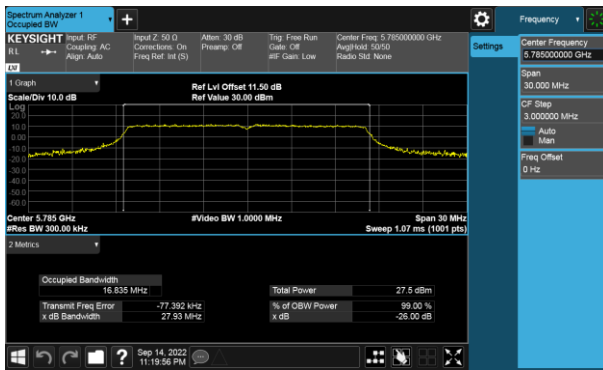 Spectrum Analyzer 1
Occupied BW
Frequency
KEYSIGHT
Input: RF
Input Z: 50 Ω
Atten: 30 dB
Trig: Free Run
Center Freq: 5.785000000 GHz
RL
Coupling: AC
Corrections: On
Preamp: Off
Gate: Off
Avg|Hold: 50/50
Align: Auto
Freq Ref: Int (S)
#IF Gain: Low
Radio Std: None
LXI
Settings
Center Frequency
5.785000000 GHz
Span
30.000 MHz
CF Step
3.000000 MHz
Auto
Man
Freq Offset
0 Hz
1 Graph
Ref Lvl Offset 11.50 dB
Scale/Div 10.0 dB
Ref Value 30.00 dBm
Log
20.0
10.0
0.00
-10.0
-20.0
-30.0
-40.0
-50.0
-60.0
Center 5.785 GHz
#Video BW 1.0000 MHz
Span 30 MHz
#Res BW 300.00 kHz
Sweep 1.07 ms (1001 pts)
2 Metrics
Occupied Bandwidth
16.835 MHz
Total Power
27.5 dBm
Transmit Freq Error
-77.392 kHz
% of OBW Power
99.00 %
x dB Bandwidth
27.93 MHz
x dB
-26.00 dB
?
Sep 14, 2022
11:19:56 PM